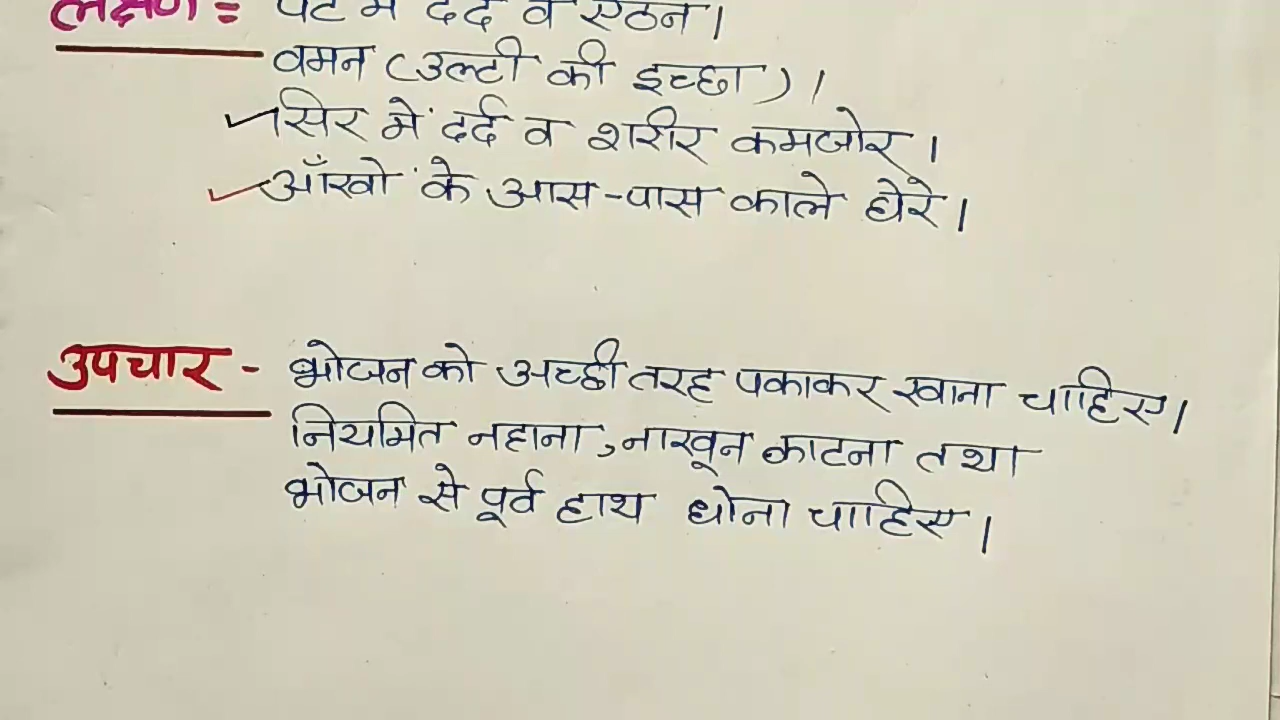 लक्षण = पेट में दर्द व ऐंठन।
वमन (उल्टी की इच्छा)।
सिर में दर्द व शरीर कमजोर।
आँखो के आस-पास काले घेरे।
उपचार - भोजन को अच्छी तरह पकाकर खाना चाहिए।
नियमित नहाना, नाखून काटना तथा
भोजन से पूर्व हाथ धोना चाहिए।